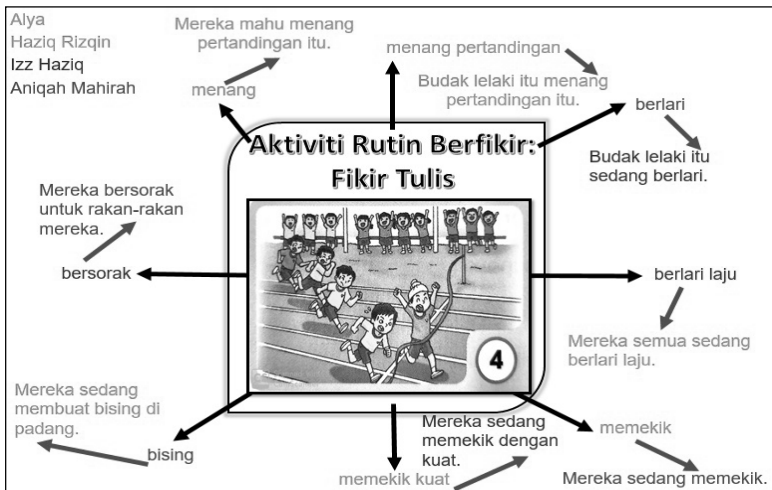 Alya
Haziq Rizqin
Izz Haziq
Aniqah Mahirah
Mereka mahu menang
pertandingan itu.
menang
menang pertandingan
Budak lelaki itu menang
pertandingan itu.
berlari
Budak lelaki itu
sedang berlari.
Aktiviti Rutin Berfikir:
Fikir Tulis
Mereka bersorak
untuk rakan-rakan
mereka.
bersorak
berlari laju
Mereka semua sedang
berlari laju.
4
Mereka sedang
membuat bising di
padang.
bising
Mereka sedang
memekik dengan
kuat.
memekik kuat
memekik
Mereka sedang memekik.